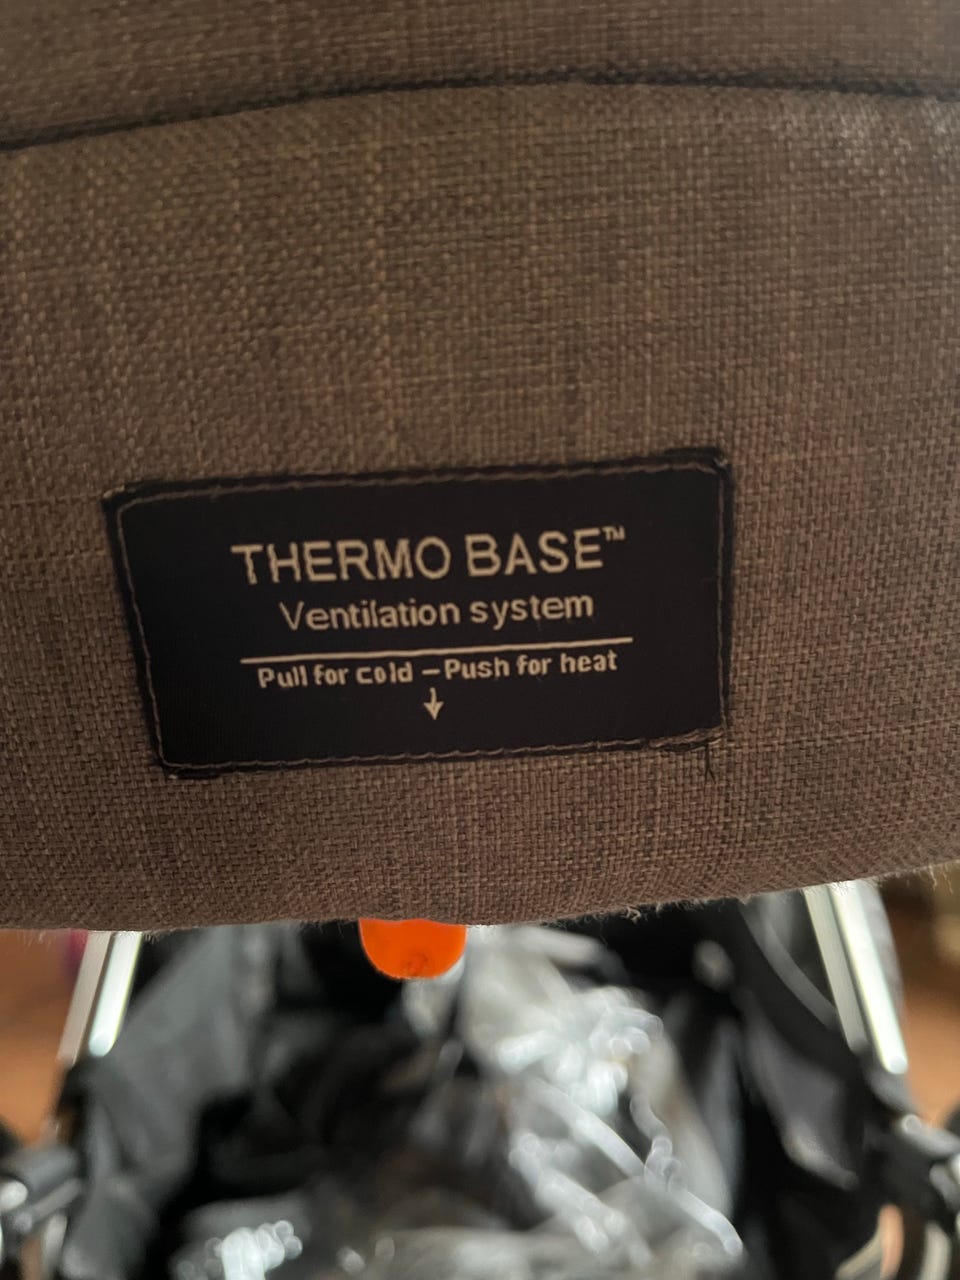 THERMO BASE™
Ventilation system
Pull for cold – Push for heat